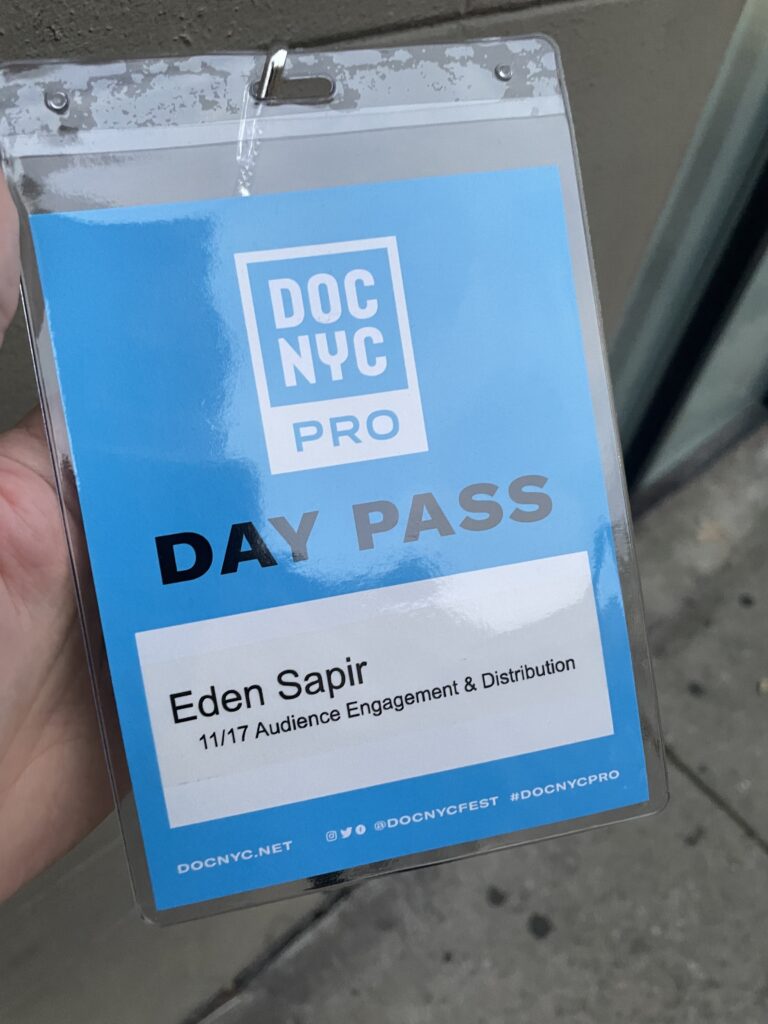 DOC
NYC
PRO
DAY PASS
Eden Sapir
11/17 Audience Engagement & Distribution
DOCNYC.NET @DOCNYCFEST #DOCNYCPRO